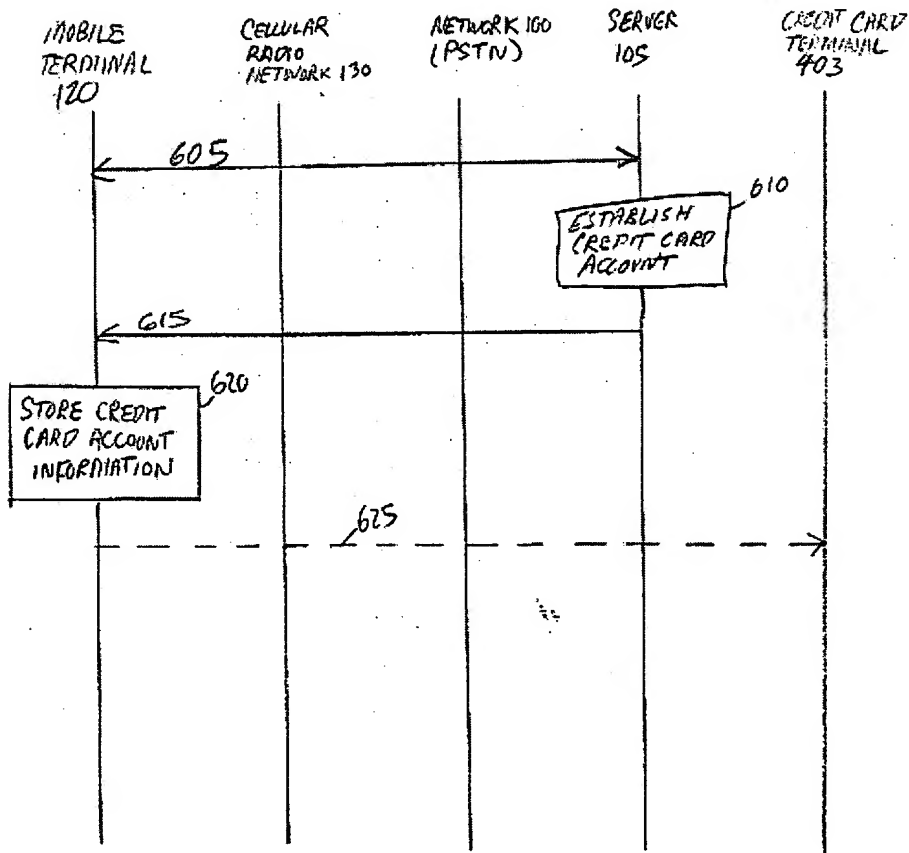 MOBILE
TERMINAL
120
CELLULAR
RADIO
NETWORK 130
NETWORK 100
(PSTN)
SERVER
105
CREDIT CARD
TERMINAL
403
605
610
ESTABLISH
CREDIT CARD
ACCOUNT
615
620
STORE CREDIT
CARD ACCOUNT
INFORMATION
625